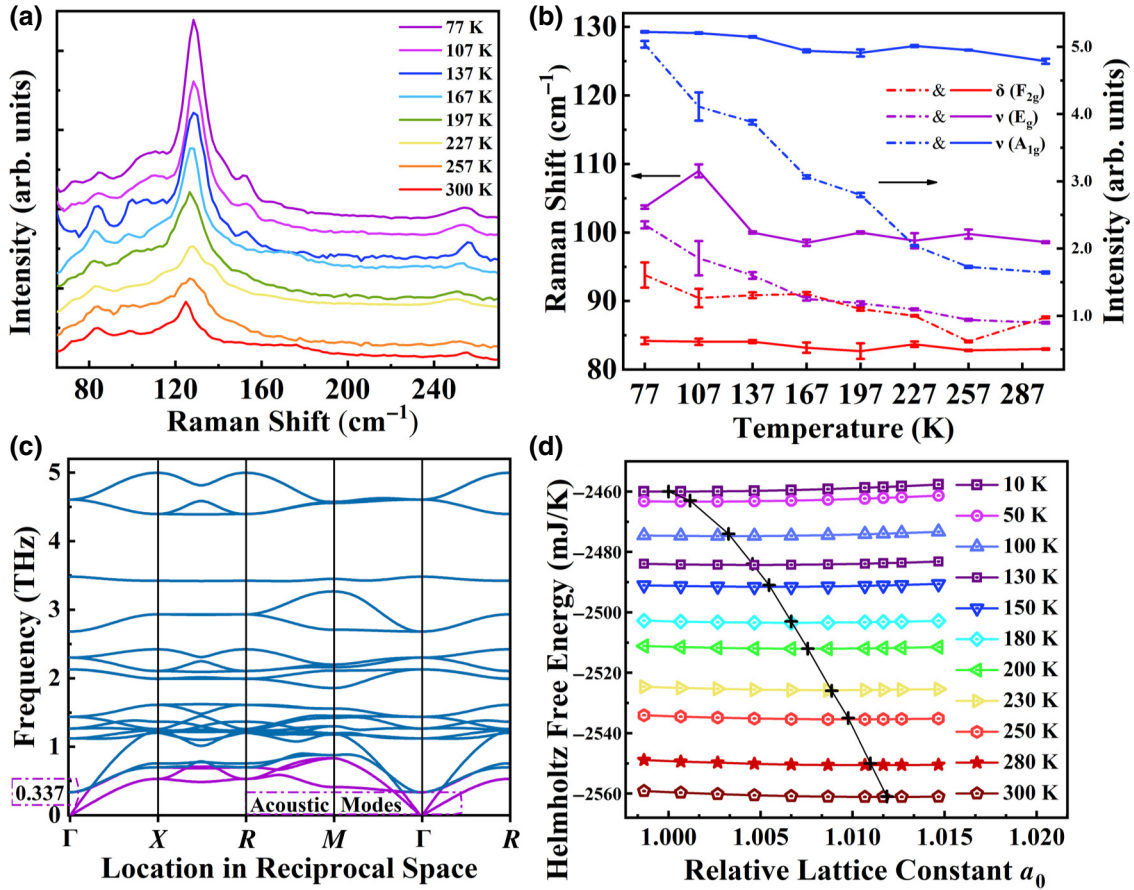 (a)
77 K
107 K
137 K
167 K
197 K
227 K
257 K
300 K
Intensity (arb. units)
80 120 160 200 240
Raman Shift (cm⁻¹)
(b)
130
120
110
100
90
80
Raman Shift (cm⁻¹)
5.0
4.0
3.0
2.0
1.0
Intensity (arb. units)
& δ (F2g)
& ν (Eg)
& ν (A1g)
77 107 137 167 197 227 257 287
Temperature (K)
(c)
5
4
3
2
1
0.337
0
Frequency (THz)
Acoustic Modes
Γ X R M Γ R
Location in Reciprocal Space
(d)
−2460
−2480
−2500
−2520
−2540
−2560
Helmholtz Free Energy (mJ/K)
10 K
50 K
100 K
130 K
150 K
180 K
200 K
230 K
250 K
280 K
300 K
1.000 1.005 1.010 1.015 1.020
Relative Lattice Constant a0